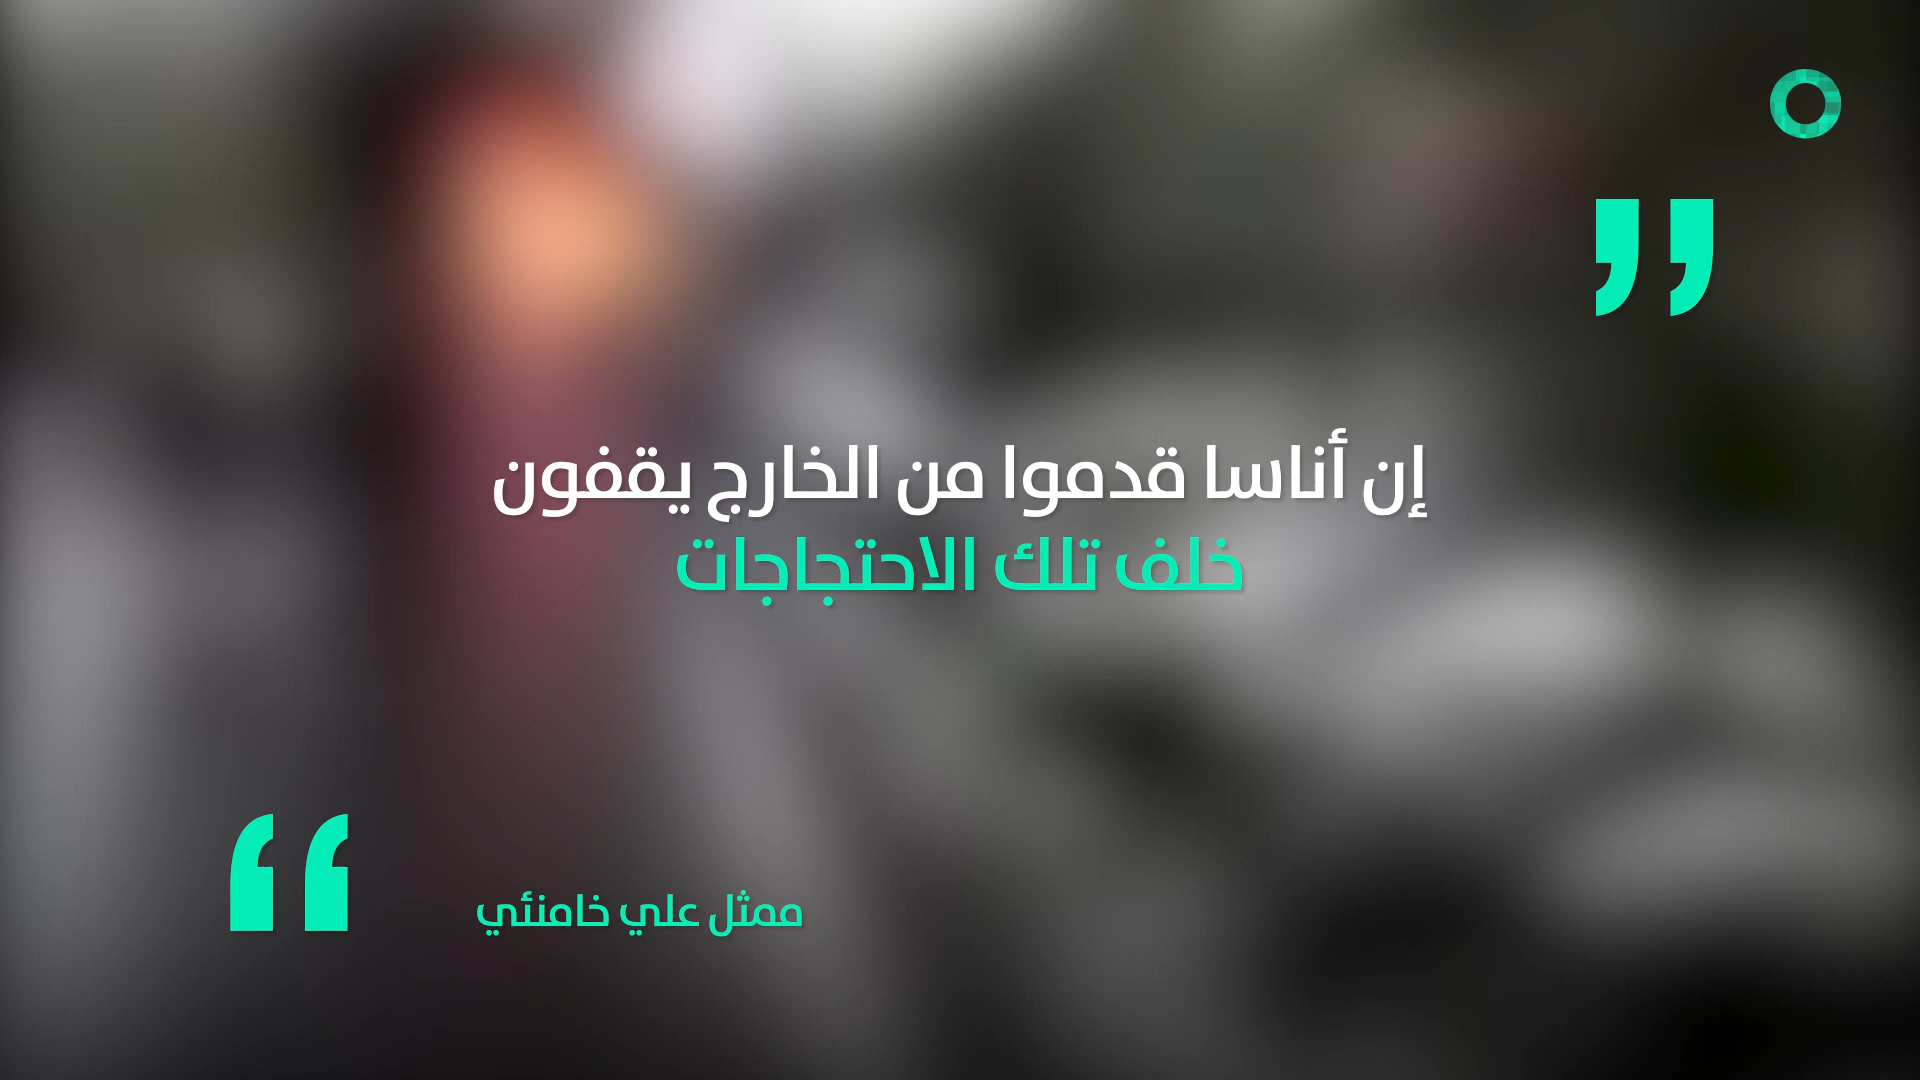 إن أناسا قدموا من الخارج يقفون
خلف تلك الاحتجاجات
ممثل علي خامنئي